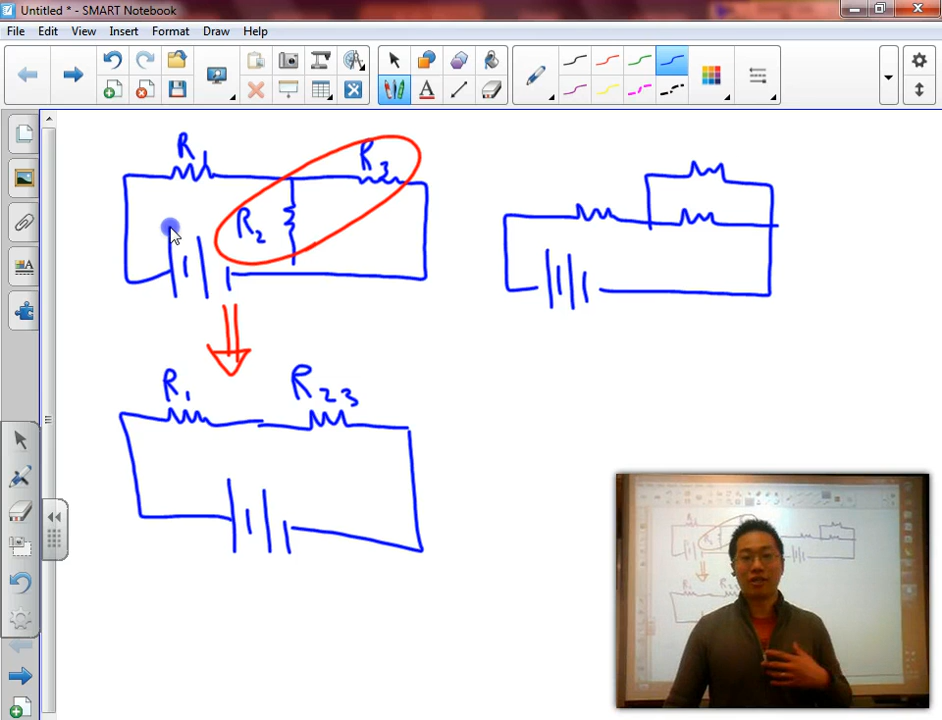 Untitled * - SMART Notebook
File Edit View Insert Format Draw Help
R1
R3
R2
R1
R23